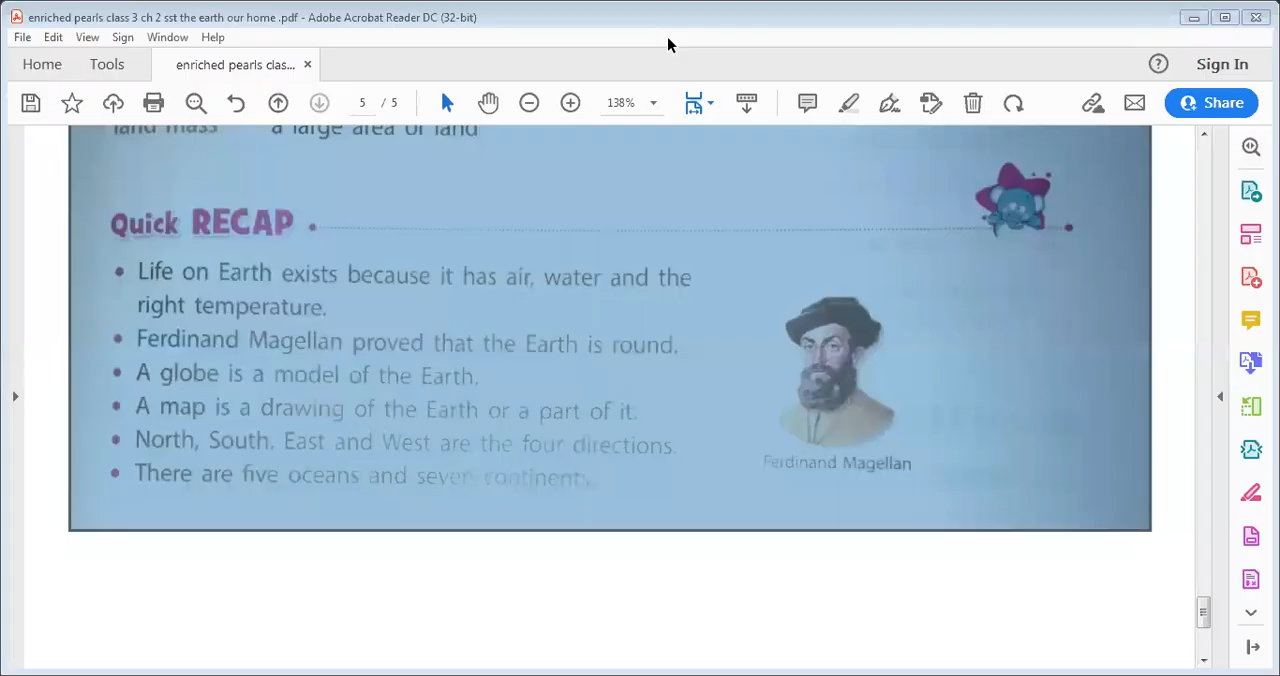 enriched pearls class 3 ch 2 sst the earth our home .pdf - Adobe Acrobat Reader DC (32-bit)
File Edit View Sign Window Help
Home Tools enriched pearls clas... × Sign In
5 / 5 138% Share
land mass a large area of land
Quick RECAP
• Life on Earth exists because it has air, water and the
right temperature.
• Ferdinand Magellan proved that the Earth is round.
• A globe is a model of the Earth.
• A map is a drawing of the Earth or a part of it.
• North, South. East and West are the four directions.
• There are five oceans and seven continents.
Ferdinand Magellan